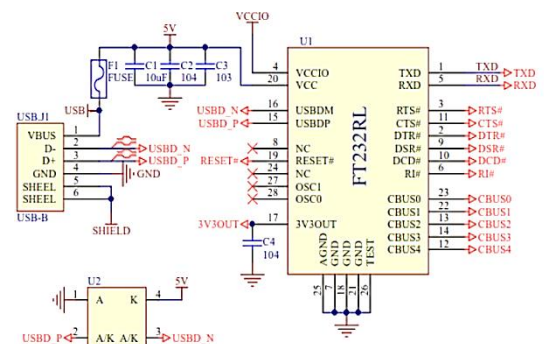 VCCIO
5V
U1
F1
FUSE
C1
10uF
C2
104
C3
103
4
VCCIO
20
VCC
16
USBDM
15
USBDP
8
NC
19
RESET#
24
NC
27
OSC1
28
OSC0
17
3V3OUT
FT232RL
TXD
1
TXD
TXD
RXD
5
RXD
RXD
RTS#
3
RTS#
CTS#
11
CTS#
DTR#
2
DTR#
DSR#
9
DSR#
DCD#
10
DCD#
RI#
6
RI#
CBUS0
23
CBUS0
CBUS1
22
CBUS1
CBUS2
13
CBUS2
CBUS3
14
CBUS3
CBUS4
12
CBUS4
AGND
GND
GND
GND
TEST
25
7
18
21
26
USBD_N
USBD_P
RESET#
3V3OUT
C4
104
USB
USB.J1
VBUS
1
D-
2
USBD_N
D+
3
USBD_P
GND
4
GND
SHEEL
5
SHEEL
6
USB-B
SHIELD
U2
5V
1
A
K
4
USBD_P
2
A/K
A/K
3
USBD_N